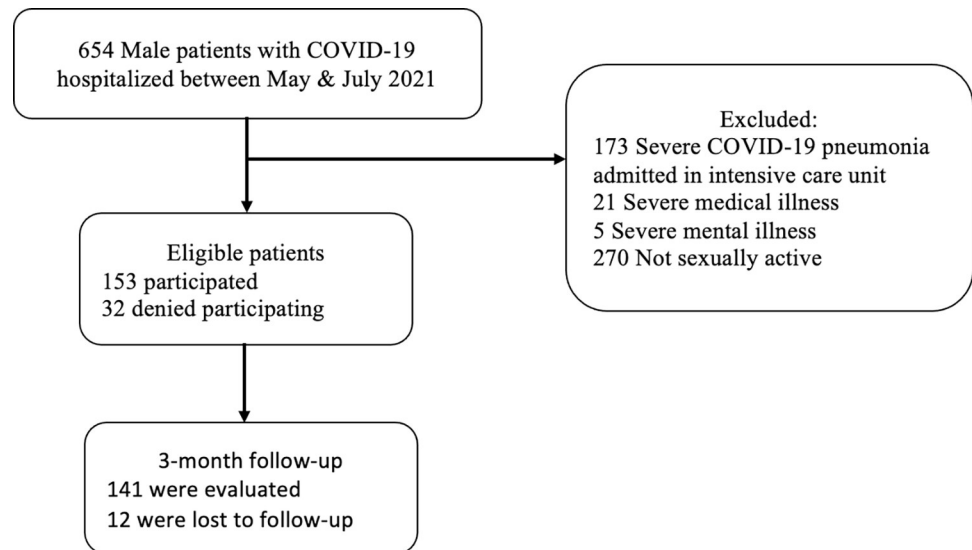 654 Male patients with COVID-19
hospitalized between May & July 2021
Excluded:
173 Severe COVID-19 pneumonia
admitted in intensive care unit
21 Severe medical illness
5 Severe mental illness
270 Not sexually active
Eligible patients
153 participated
32 denied participating
3-month follow-up
141 were evaluated
12 were lost to follow-up